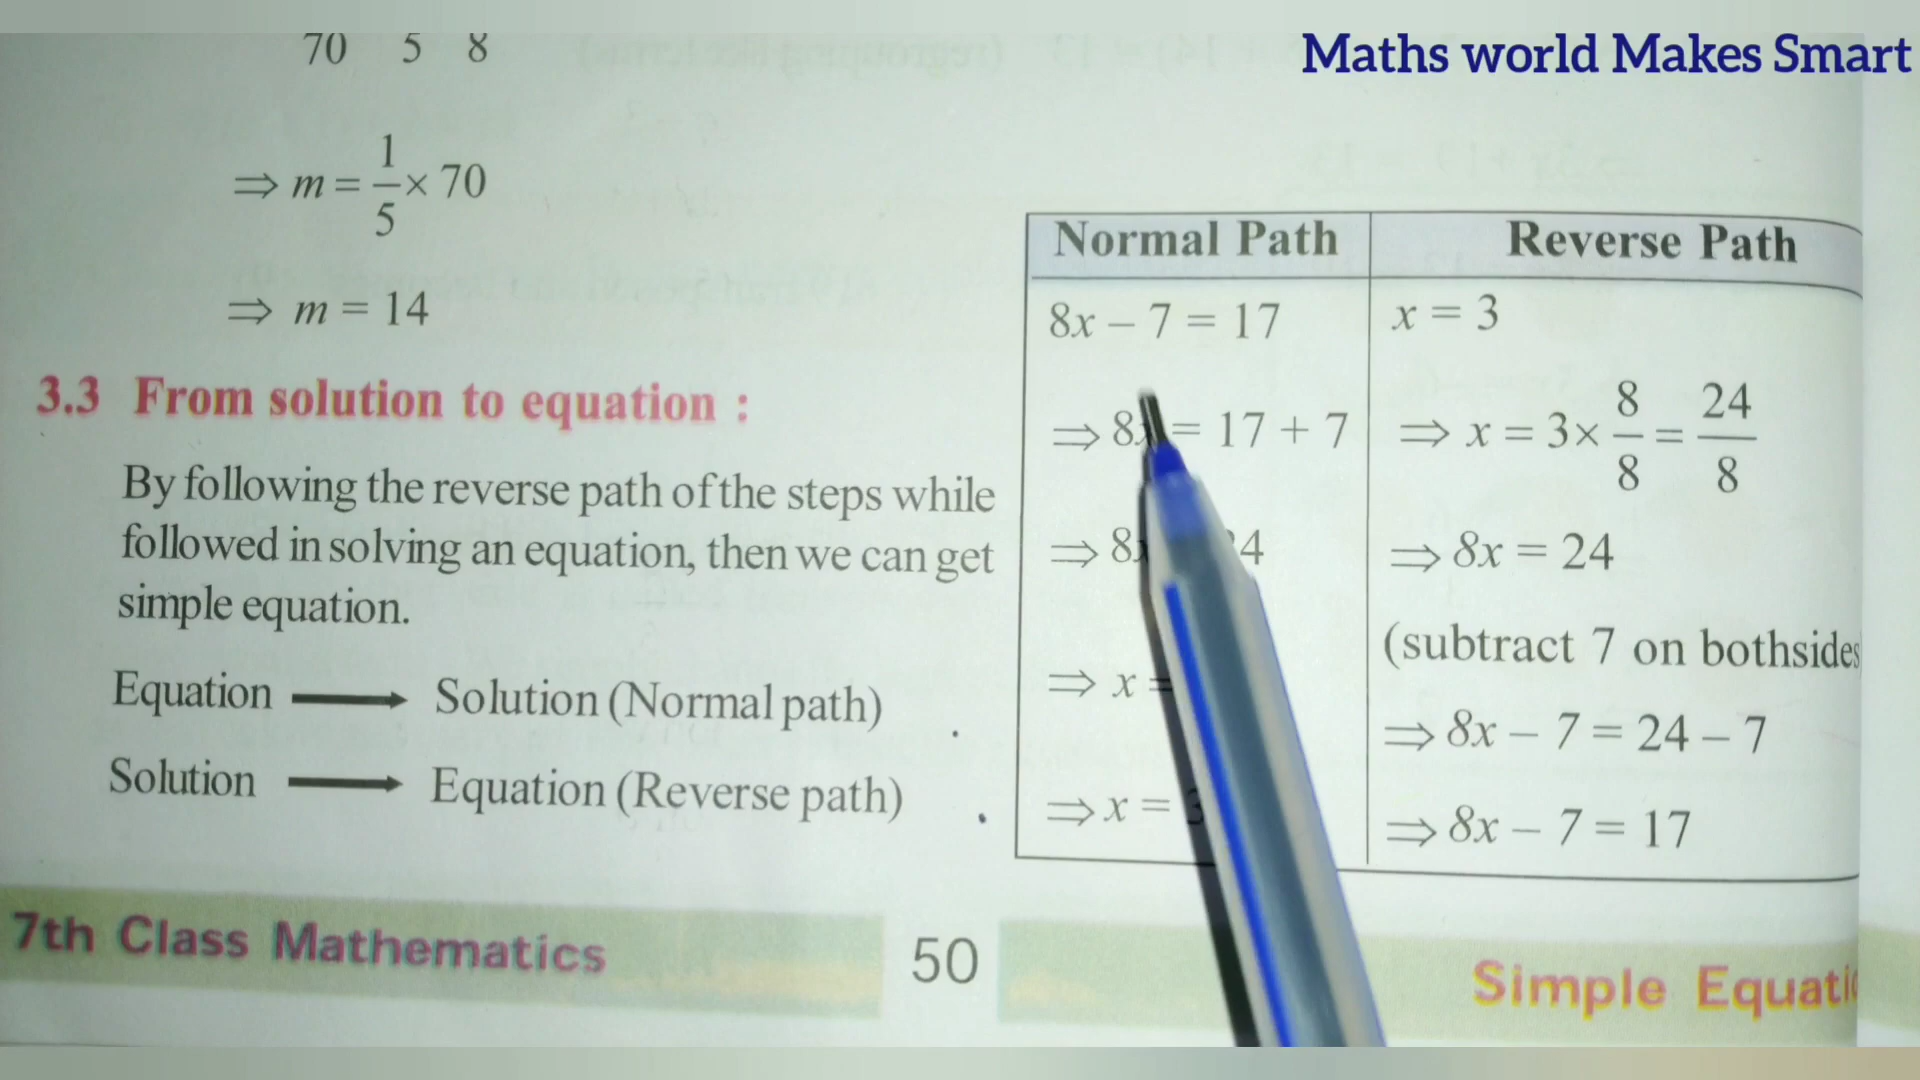 Maths world Makes Smart
70 5 8
⇒ m = 1/5 × 70
⇒ m = 14
3.3 From solution to equation :
By following the reverse path of the steps while
followed in solving an equation, then we can get
simple equation.
Equation → Solution (Normal path)
Solution → Equation (Reverse path)
Normal Path
8x – 7 = 17
⇒ 8x = 17 + 7
⇒ 8x 24
⇒ x =
⇒ x = 3
Reverse Path
x = 3
⇒ x = 3× 8/8 = 24/8
⇒ 8x = 24
(subtract 7 on bothsides
⇒ 8x – 7 = 24 – 7
⇒ 8x – 7 = 17
7th Class Mathematics
50
Simple Equati